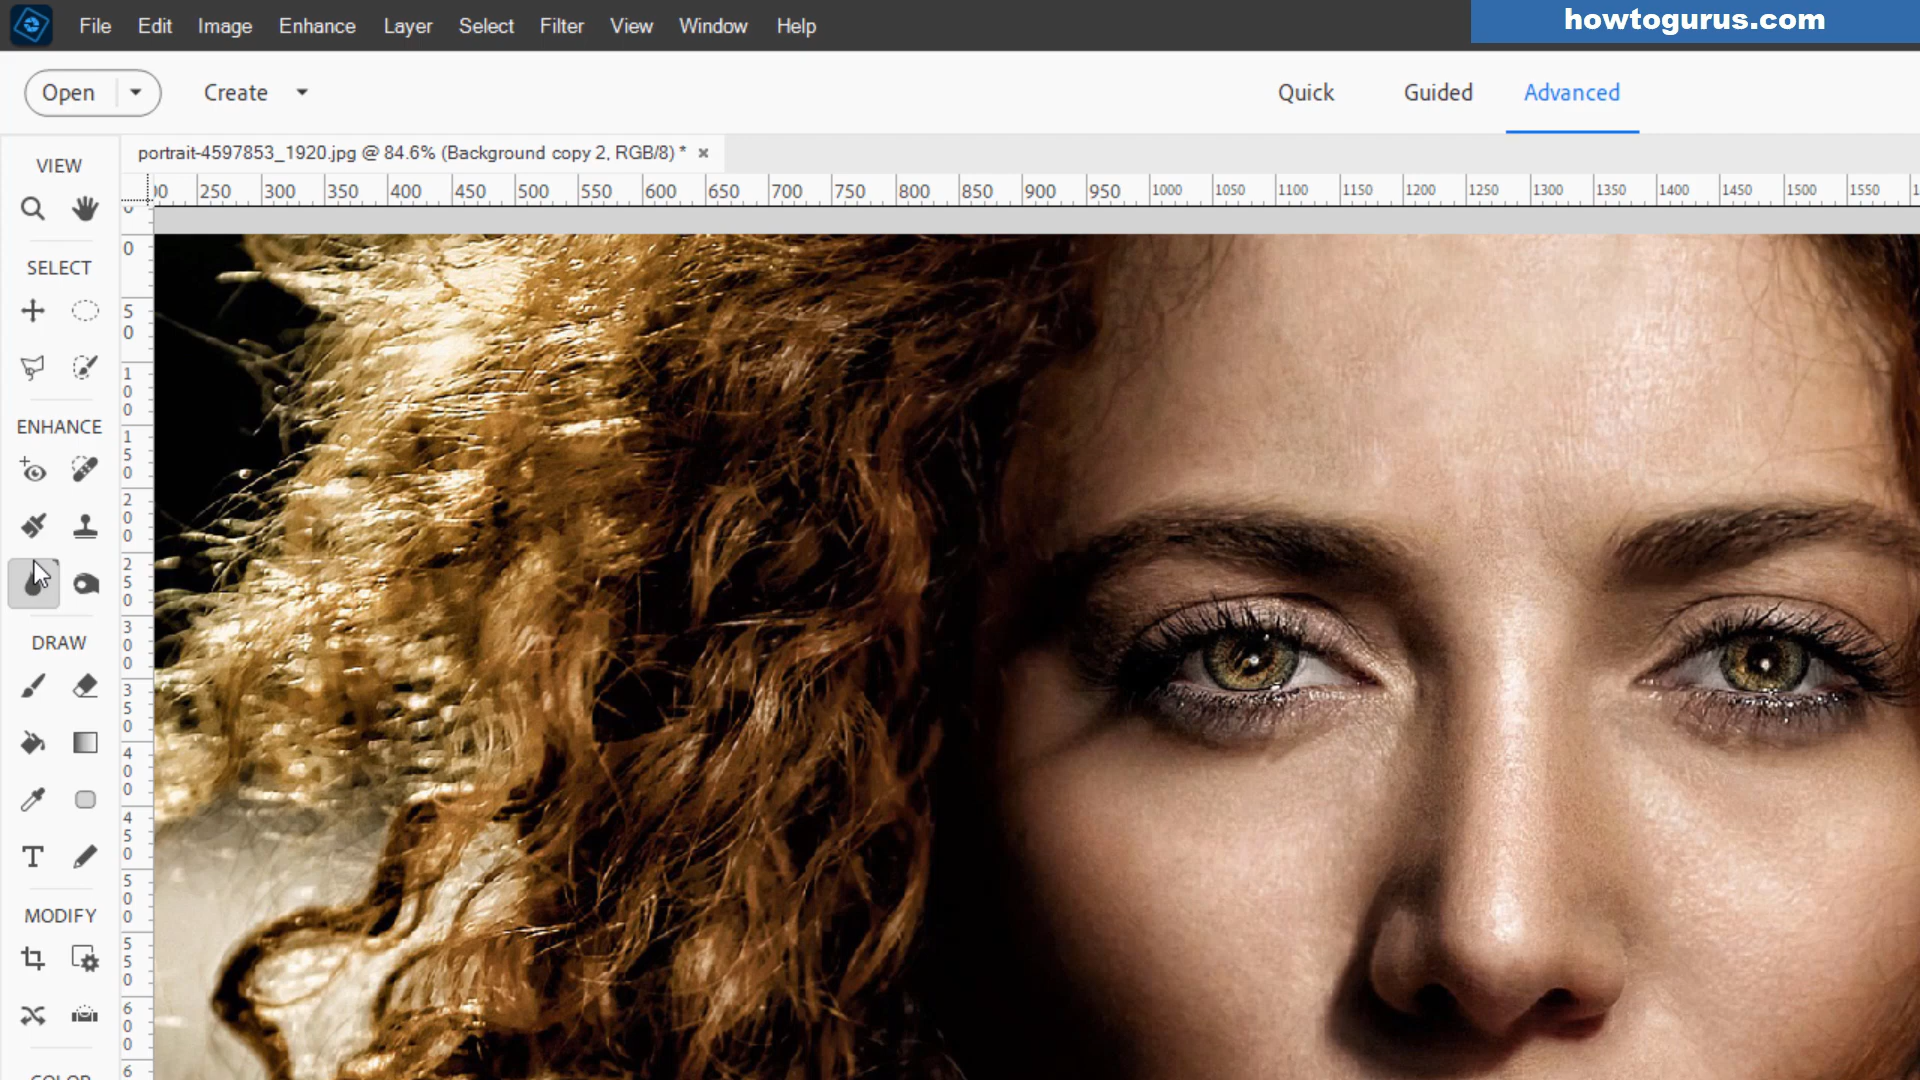 File Edit Image Enhance Layer Select Filter View Window Help
howtogurus.com
Open Create Quick Guided Advanced
VIEW
portrait-4597853_1920.jpg @ 84.6% (Background copy 2, RGB/8) * ×
00 250 300 350 400 450 500 550 600 650 700 750 800 850 900 950 1000 1050 1100 1150 1200 1250 1300 1350 1400 1450 1500 1550
0
50
100
150
200
250
300
350
400
450
500
550
600
6
SELECT
ENHANCE
DRAW
T
MODIFY
COLOR